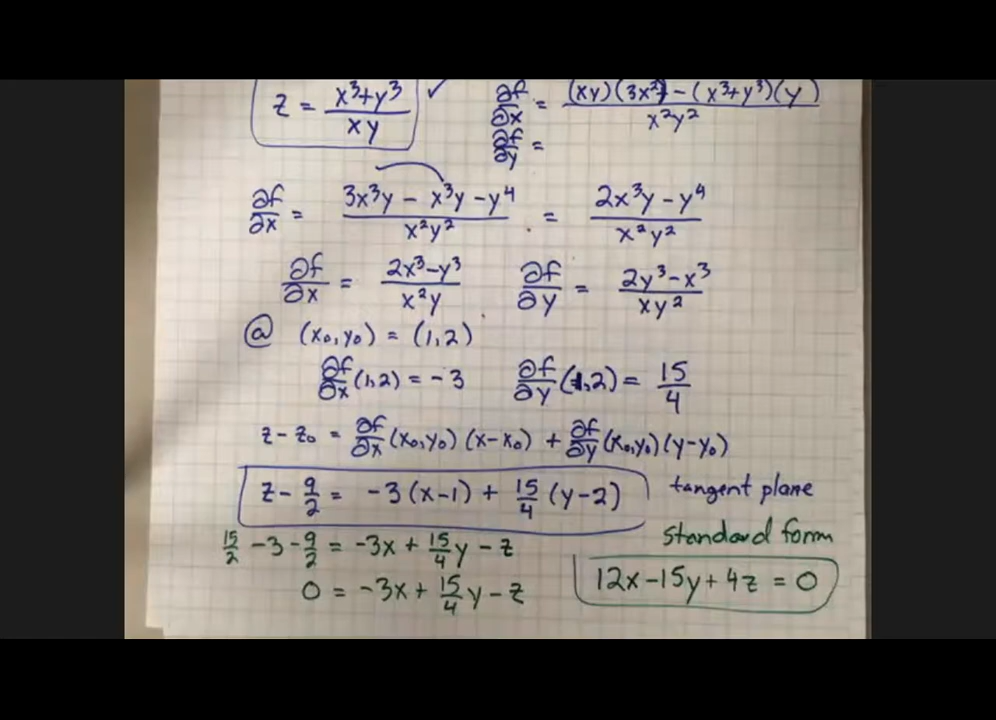 z = x³+y³ / xy ✓ ∂f/∂x = (xy)(3x²) - (x³+y³)(y) / x²y²
∂f/∂y =
∂f/∂x = 3x³y - x³y - y⁴ / x²y² = 2x³y - y⁴ / x²y²
∂f/∂x = 2x³-y³ / x²y ∂f/∂y = 2y³-x³ / xy²
@ (x₀,y₀) = (1,2)
∂f/∂x (1,2) = -3 ∂f/∂y (1,2) = 15/4
z - z₀ = ∂f/∂x (x₀,y₀) (x-x₀) + ∂f/∂y (x₀,y₀) (y-y₀)
z - 9/2 = -3(x-1) + 15/4 (y-2) tangent plane
standard form
15/2 - 3 - 9/2 = -3x + 15/4 y - z
0 = -3x + 15/4 y - z 12x-15y+4z = 0